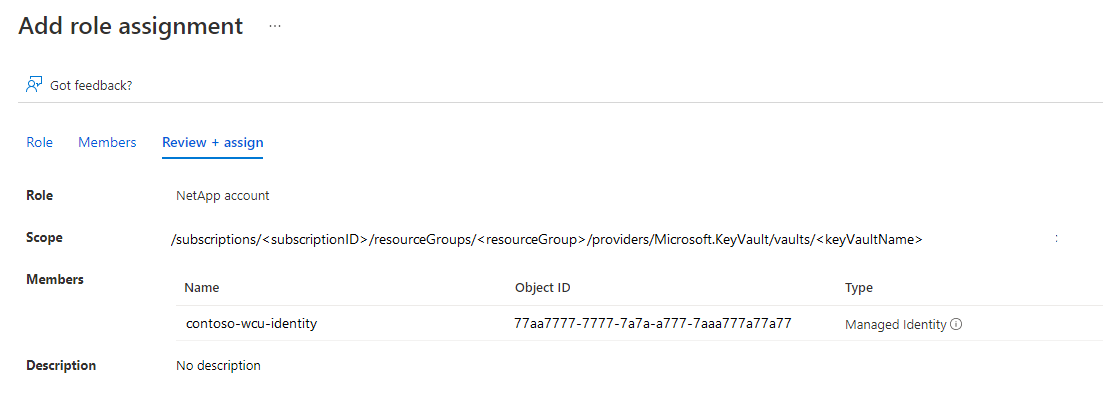 Add role assignment ...
Got feedback?
Role Members Review + assign
Role NetApp account
Scope /subscriptions/<subscriptionID>/resourceGroups/<resourceGroup>/providers/Microsoft.KeyVault/vaults/<keyVaultName> :
Members
Name Object ID Type
contoso-wcu-identity 77aa7777-7777-7a7a-a777-7aaa777a77a77 Managed Identity
Description No description